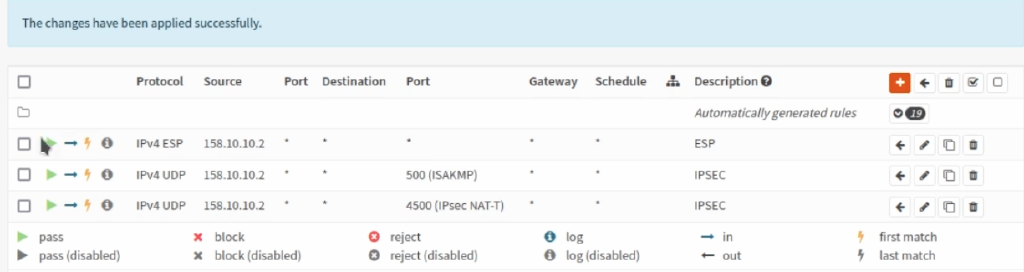 The changes have been applied successfully.
Protocol Source Port Destination Port Gateway Schedule Description
Automatically generated rules 19
IPv4 ESP 158.10.10.2 * * * * * ESP
IPv4 UDP 158.10.10.2 * * 500 (ISAKMP) * * IPSEC
IPv4 UDP 158.10.10.2 * * 4500 (IPsec NAT-T) * * IPSEC
pass block reject log in first match
pass (disabled) block (disabled) reject (disabled) log (disabled) out last match